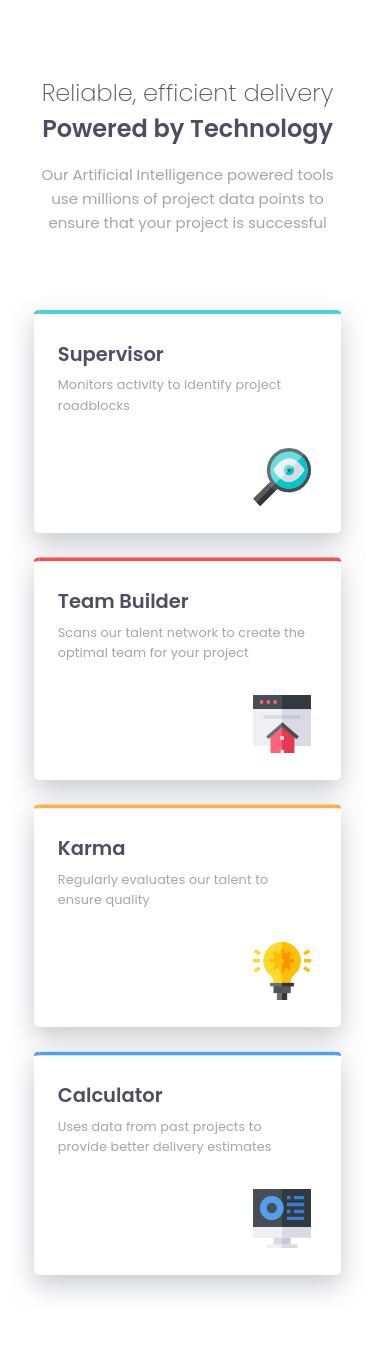 Reliable, efficient delivery
Powered by Technology
Our Artificial Intelligence powered tools
use millions of project data points to
ensure that your project is successful
Supervisor
Monitors activity to identify project
roadblocks
Team Builder
Scans our talent network to create the
optimal team for your project
Karma
Regularly evaluates our talent to
ensure quality
Calculator
Uses data from past projects to
provide better delivery estimates